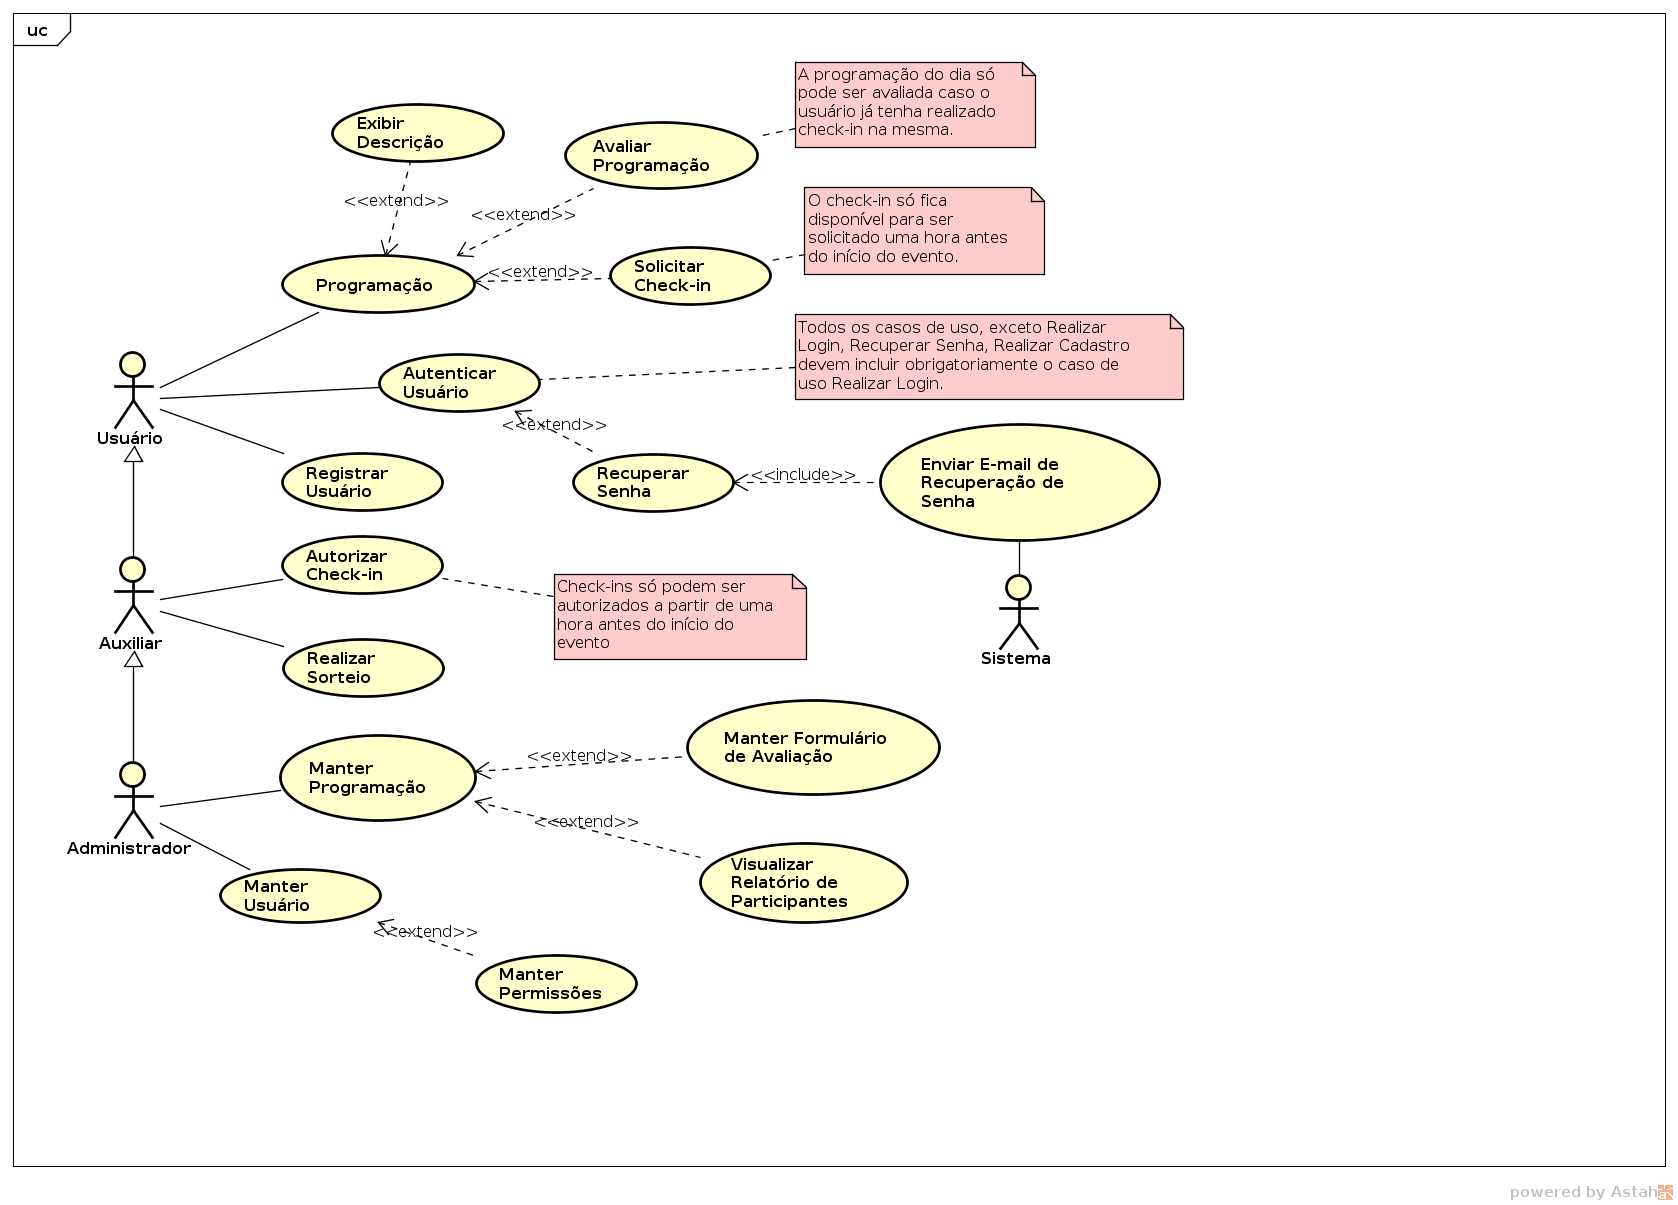 uc
A programação do dia só
pode ser avaliada caso o
usuário já tenha realizado
check-in na mesma.
Exibir
Descrição
Avaliar
Programação
<<extend>>
<<extend>>
O check-in só fica
disponível para ser
solicitado uma hora antes
do início do evento.
Programação
<<extend>>
Solicitar
Check-in
Todos os casos de uso, exceto Realizar
Login, Recuperar Senha, Realizar Cadastro
devem incluir obrigatoriamente o caso de
uso Realizar Login.
Autenticar
Usuário
Usuário
<<extend>>
Registrar
Usuário
Recuperar
Senha
<<include>>
Enviar E-mail de
Recuperação de
Senha
Autorizar
Check-in
Check-ins só podem ser
autorizados a partir de uma
hora antes do início do
evento
Auxiliar
Sistema
Realizar
Sorteio
Manter
Programação
<<extend>>
Manter Formulário
de Avaliação
<<extend>>
Administrador
Visualizar
Relatório de
Participantes
Manter
Usuário
<<extend>>
Manter
Permissões
powered by Astah